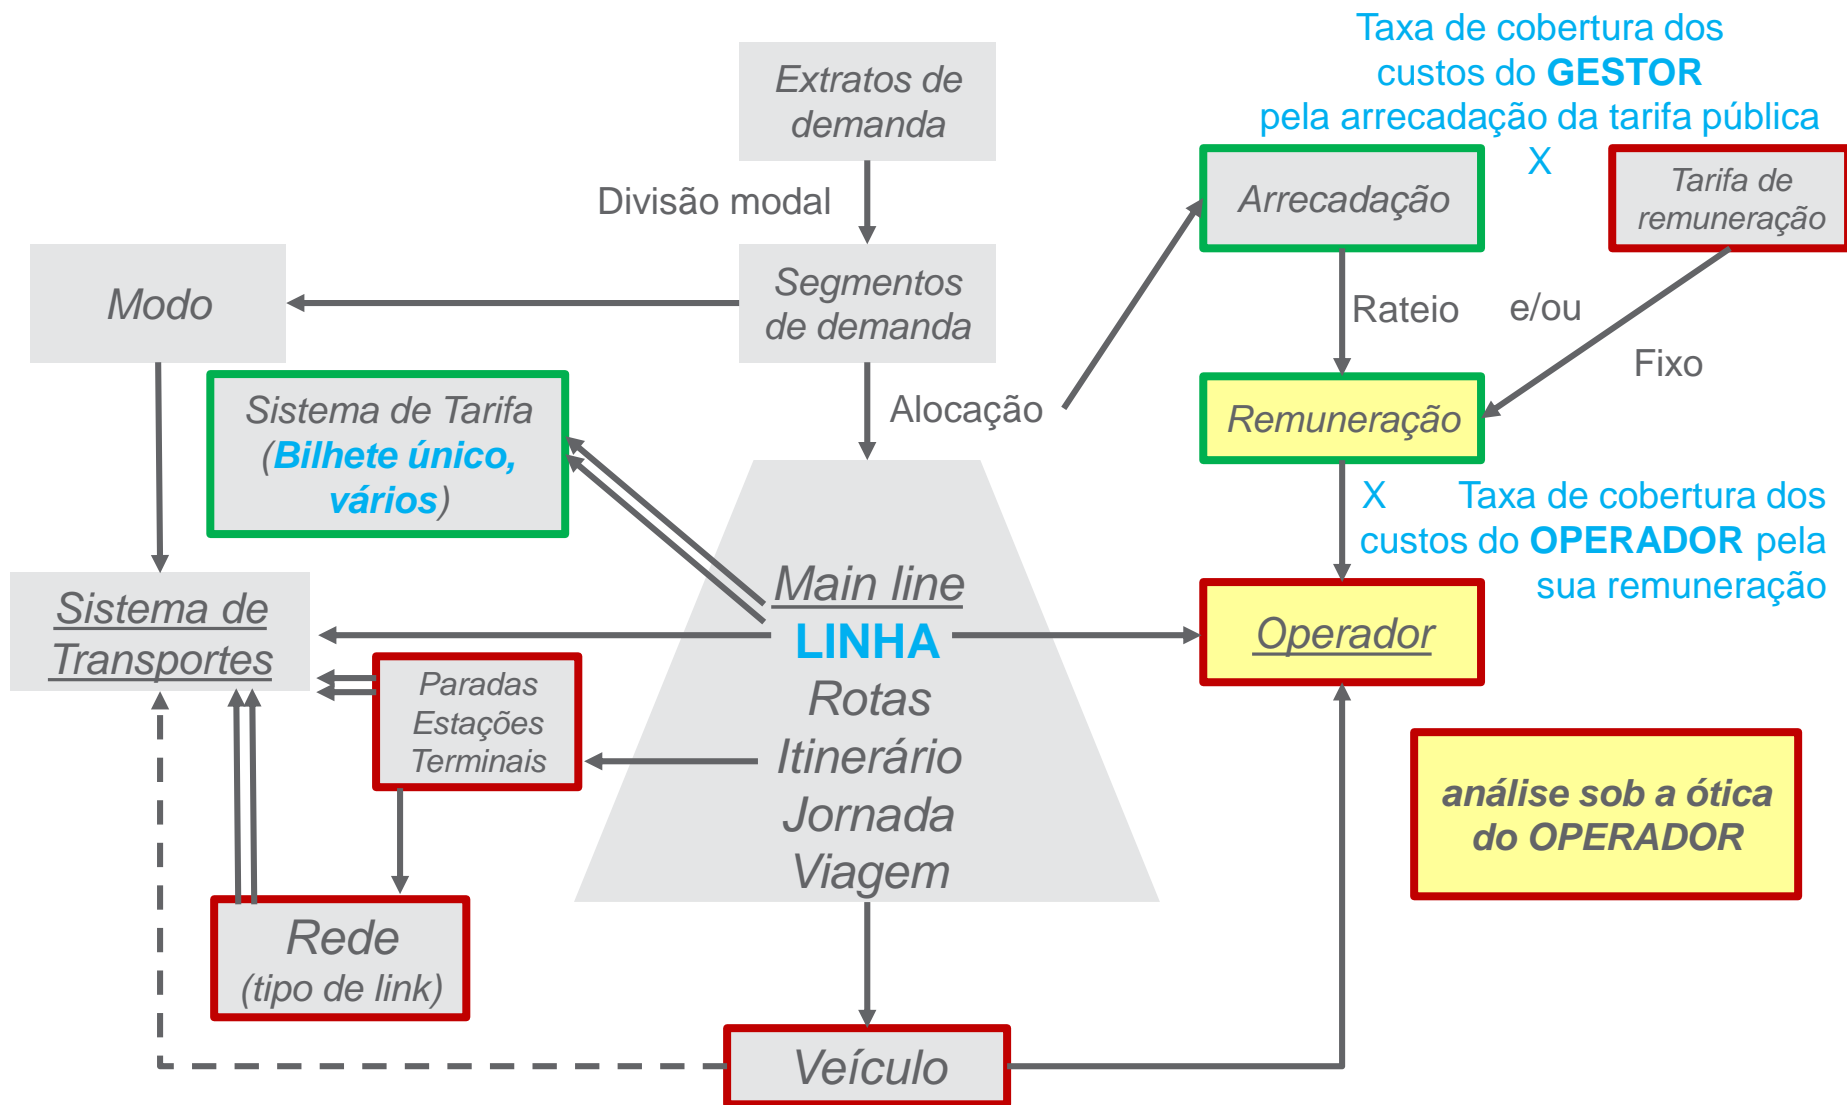 Taxa de cobertura dos
custos do GESTOR
pela arrecadação da tarifa pública
X
Extratos de
demanda
Divisão modal
Arrecadação
Tarifa de
remuneração
Modo
Segmentos
de demanda
Rateio
e/ou
Fixo
Sistema de Tarifa
(Bilhete único,
vários)
Alocação
Remuneração
X Taxa de cobertura dos
custos do OPERADOR pela
sua remuneração
Sistema de
Transportes
Main line
LINHA
Rotas
Itinerário
Jornada
Viagem
Operador
Paradas
Estações
Terminais
análise sob a ótica
do OPERADOR
Rede
(tipo de link)
Veículo